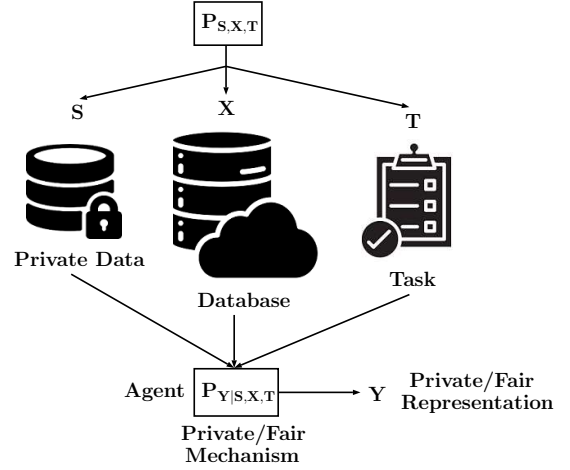 P_{S,X,T}
S
X
T
Private Data
Database
Task
Agent
P_{Y|S,X,T}
Y
Private/Fair
Representation
Private/Fair
Mechanism